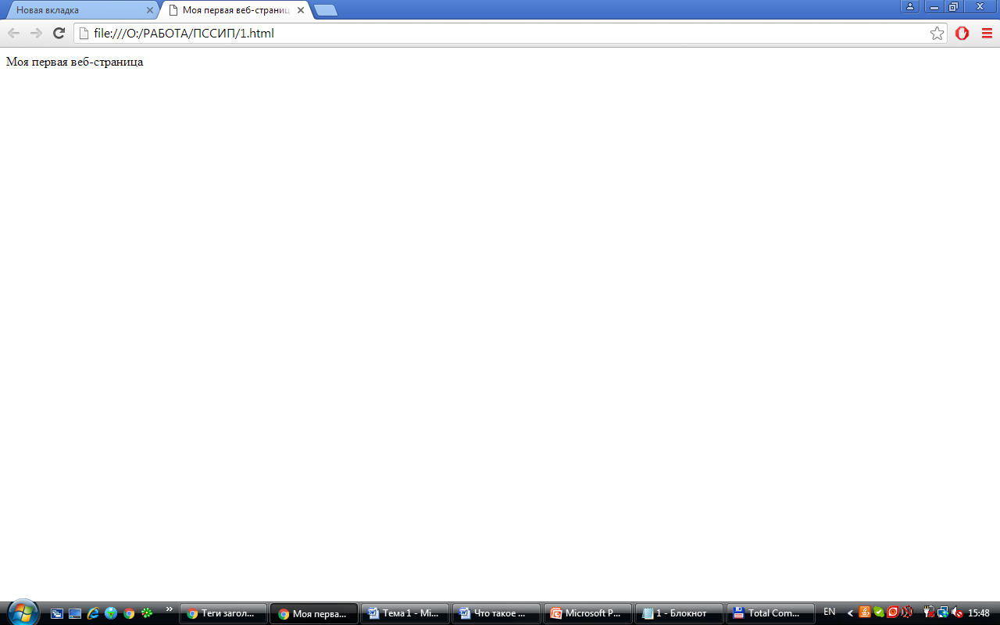 Новая вкладка
Моя первая веб-страниц
file:///O:/РАБОТА/ПССИП/1.html
Моя первая веб-страница
Теги загол...
Моя перва...
Тема 1 - Mi...
Что такое ...
Microsoft P...
1 - Блокнот
Total Com...
EN
15:48